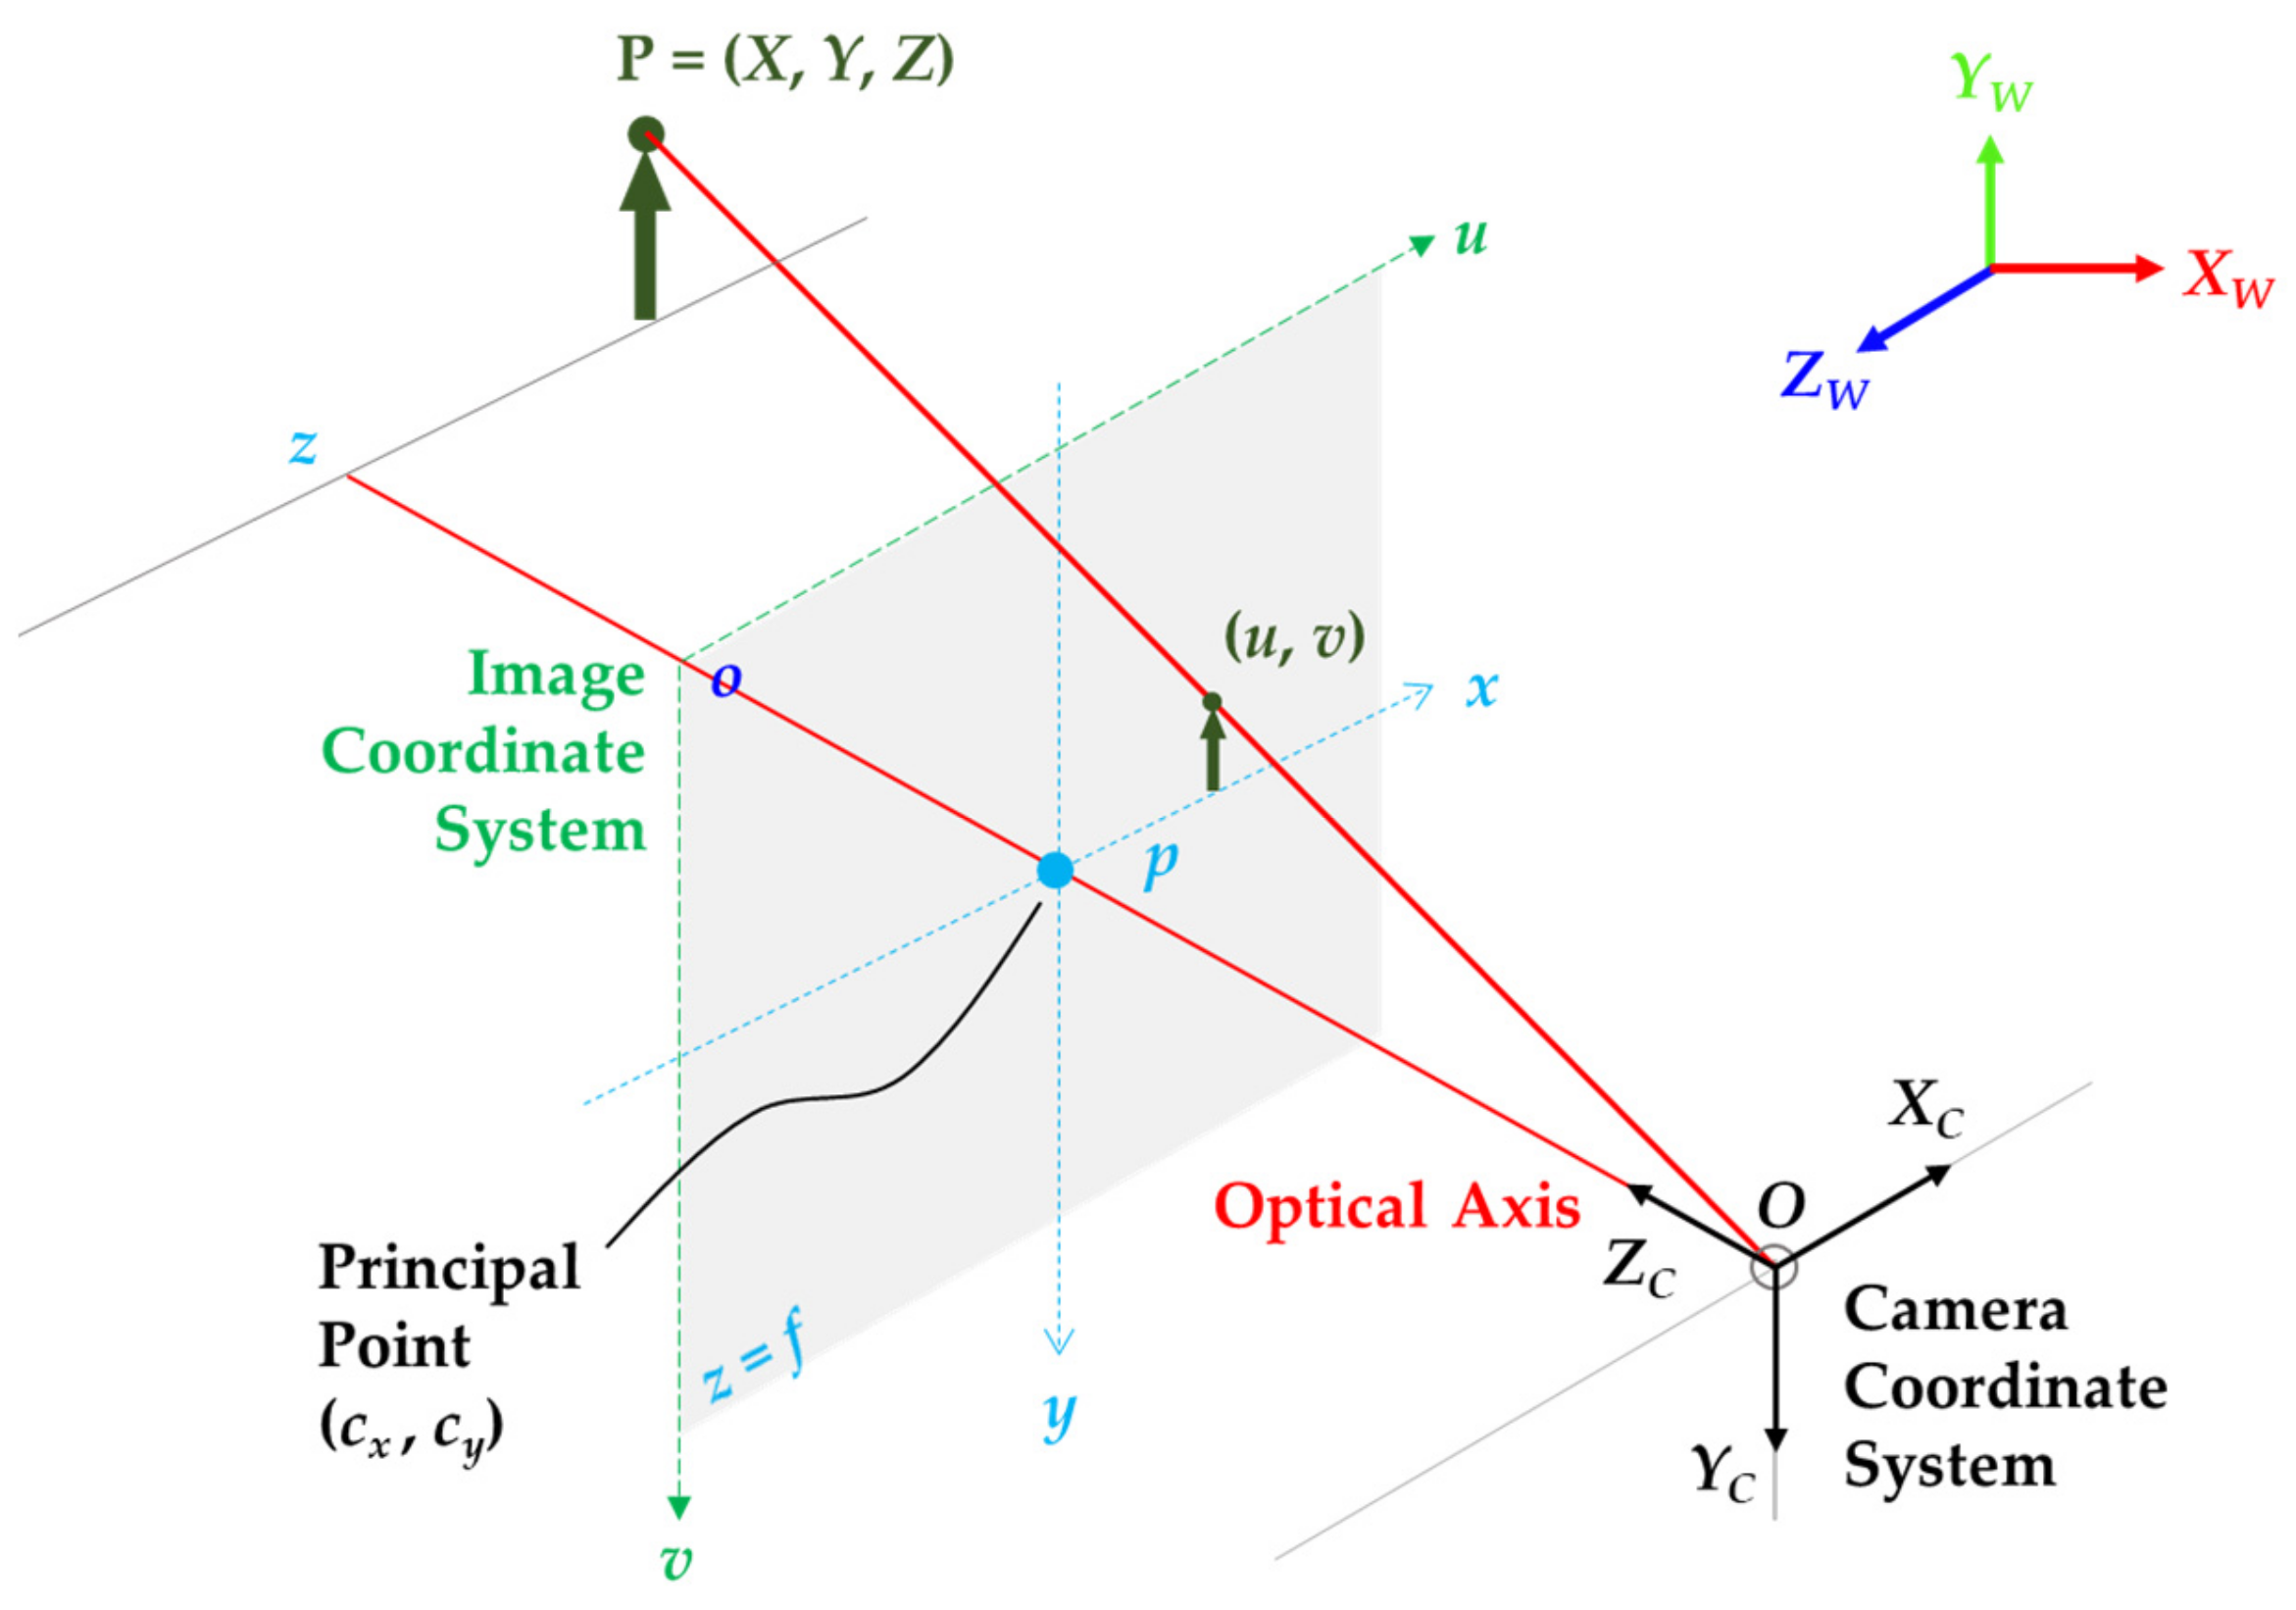 P = (X, Y, Z)
Y_W
X_W
Z_W
u
z
(u, v)
x
o
Image
Coordinate
System
p
X_C
O
Optical Axis
Z_C
Principal
Point
(c_x, c_y)
z = f
y
Camera
Coordinate
System
Y_C
v